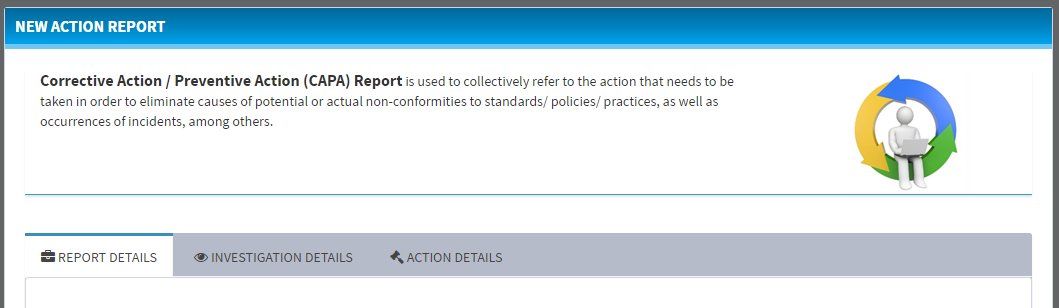 NEW ACTION REPORT
Corrective Action / Preventive Action (CAPA) Report is used to collectively refer to the action that needs to be
taken in order to eliminate causes of potential or actual non-conformities to standards/ policies/ practices, as well as
occurrences of incidents, among others.
REPORT DETAILS
INVESTIGATION DETAILS
ACTION DETAILS